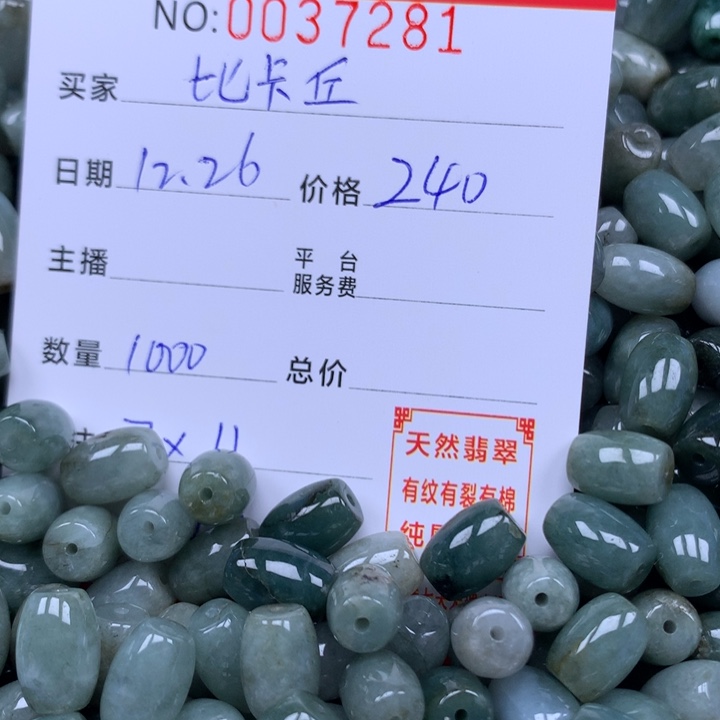 NO:0037281
买家 比卡丘
日期 12.26 价格 240
主播 平台服务费
数量 1000 总价
天然翡翠
有纹有裂有棉